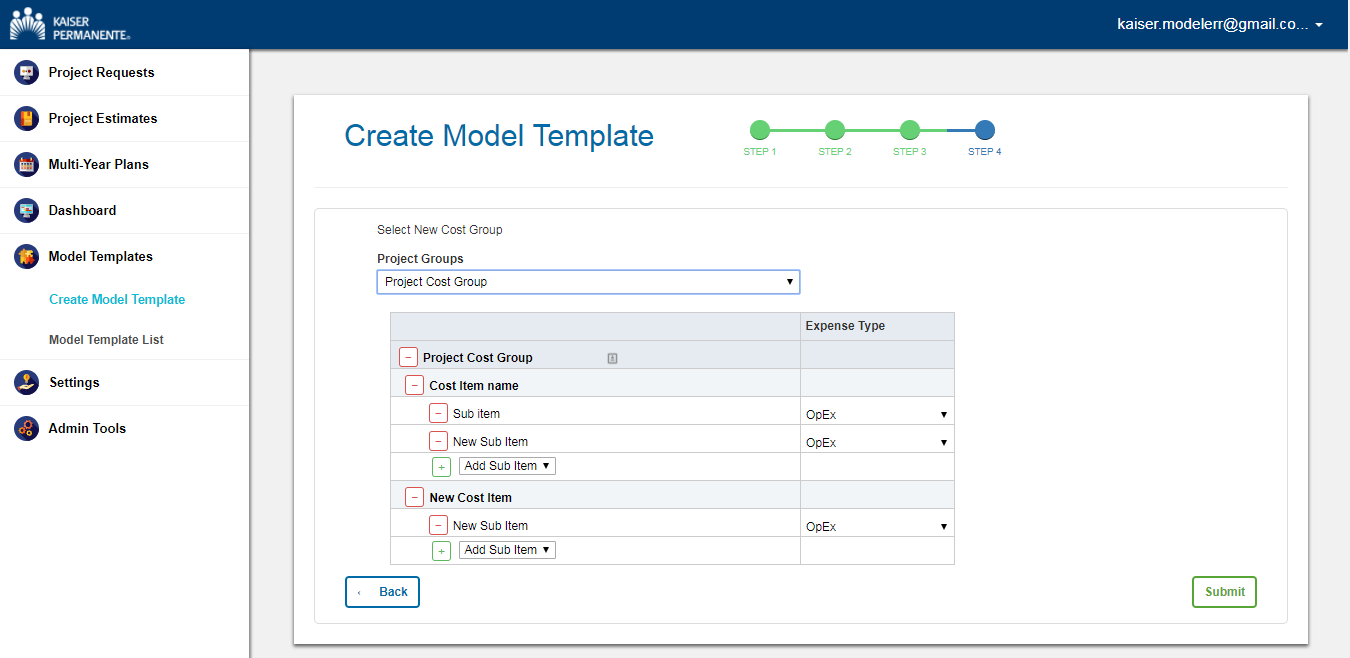 KAISER
PERMANENTE®
kaiser.modelerr@gmail.co...
Project Requests
Project Estimates
Multi-Year Plans
Dashboard
Model Templates
Create Model Template
Model Template List
Settings
Admin Tools
Create Model Template
STEP 1 STEP 2 STEP 3 STEP 4
Select New Cost Group
Project Groups
Project Cost Group
Expense Type
Project Cost Group
Cost Item name
Sub item OpEx
New Sub Item OpEx
Add Sub Item
New Cost Item
New Sub Item OpEx
Add Sub Item
Back Submit